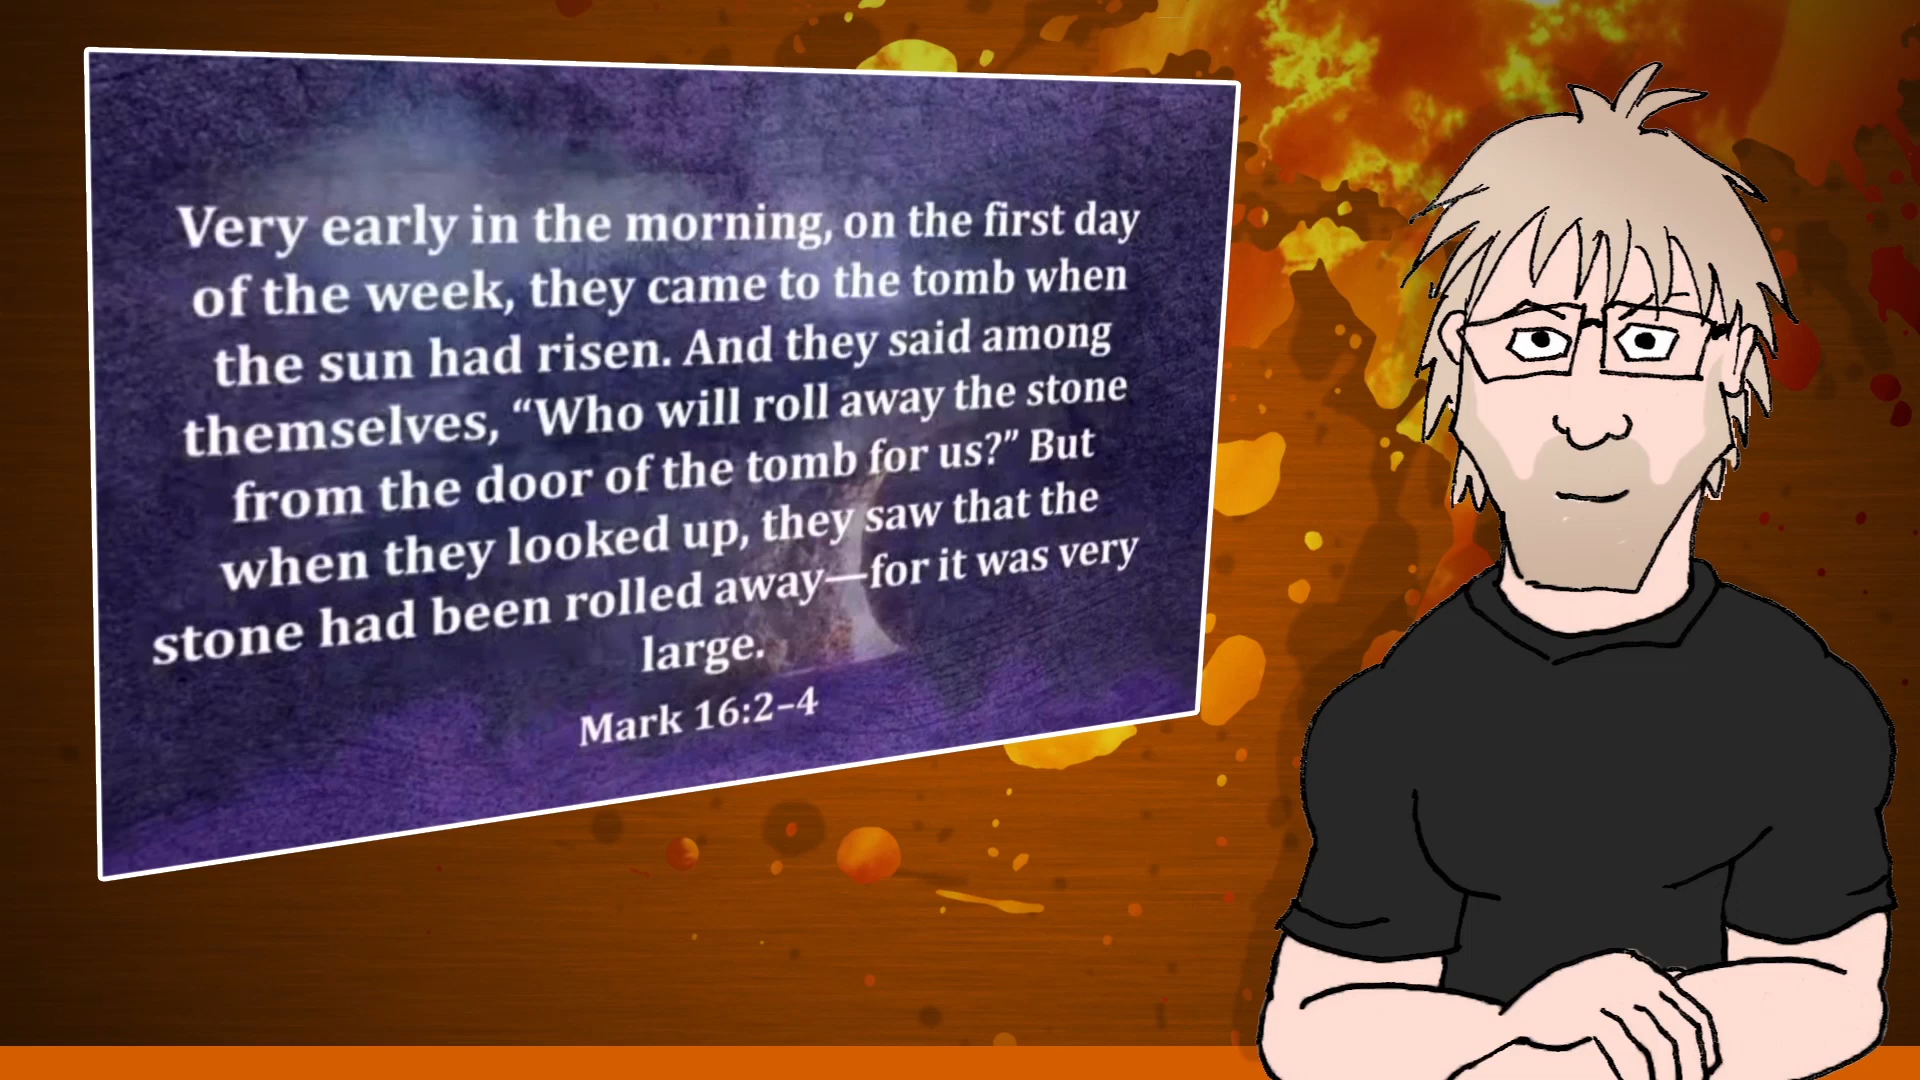 Very early in the morning, on the first day
of the week, they came to the tomb when
the sun had risen. And they said among
themselves, “Who will roll away the stone
from the door of the tomb for us?” But
when they looked up, they saw that the
stone had been rolled away—for it was very
large.
Mark 16:2–4